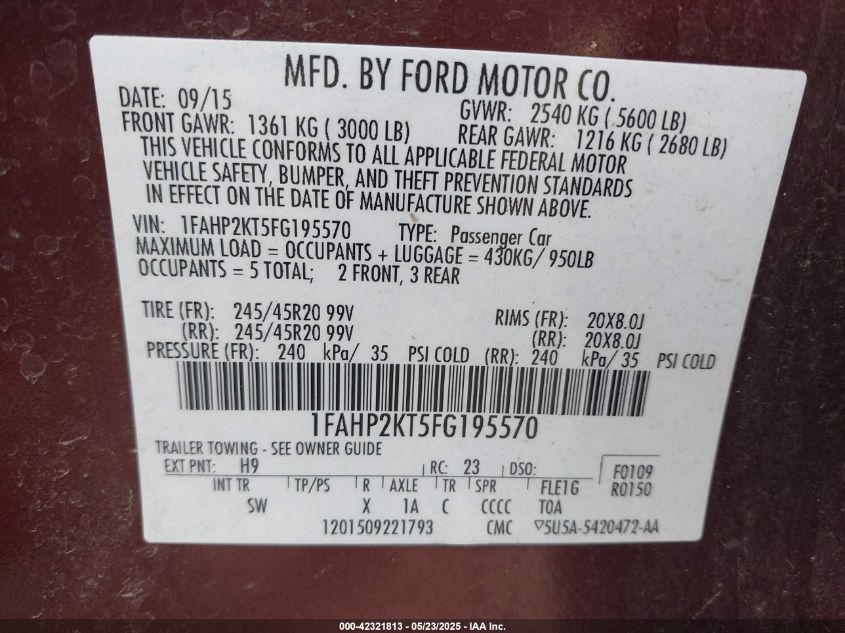 MFD. BY FORD MOTOR CO.
DATE: 09/15 GVWR: 2540 KG ( 5600 LB)
FRONT GAWR: 1361 KG ( 3000 LB) REAR GAWR: 1216 KG ( 2680 LB)
THIS VEHICLE CONFORMS TO ALL APPLICABLE FEDERAL MOTOR
VEHICLE SAFETY, BUMPER, AND THEFT PREVENTION STANDARDS
IN EFFECT ON THE DATE OF MANUFACTURE SHOWN ABOVE.
VIN: 1FAHP2KT5FG195570 TYPE: Passenger Car
MAXIMUM LOAD = OCCUPANTS + LUGGAGE = 430KG/ 950LB
OCCUPANTS = 5 TOTAL; 2 FRONT, 3 REAR
TIRE (FR): 245/45R20 99V RIMS (FR): 20X8.0J
(RR): 245/45R20 99V (RR): 20X8.0J
PRESSURE (FR): 240 kPa/ 35 PSI COLD (RR): 240 kPa/ 35 PSI COLD
1FAHP2KT5FG195570
TRAILER TOWING - SEE OWNER GUIDE
EXT PNT: H9 RC: 23 DSO: F0109
INT TR TP/PS R AXLE TR SPR FLE1G R0150
SW X 1A C CCCC TOA
1201509221793 CMC ▽5U5A-5420472-AA
000-42321813 - 05/23/2025 - IAA Inc.